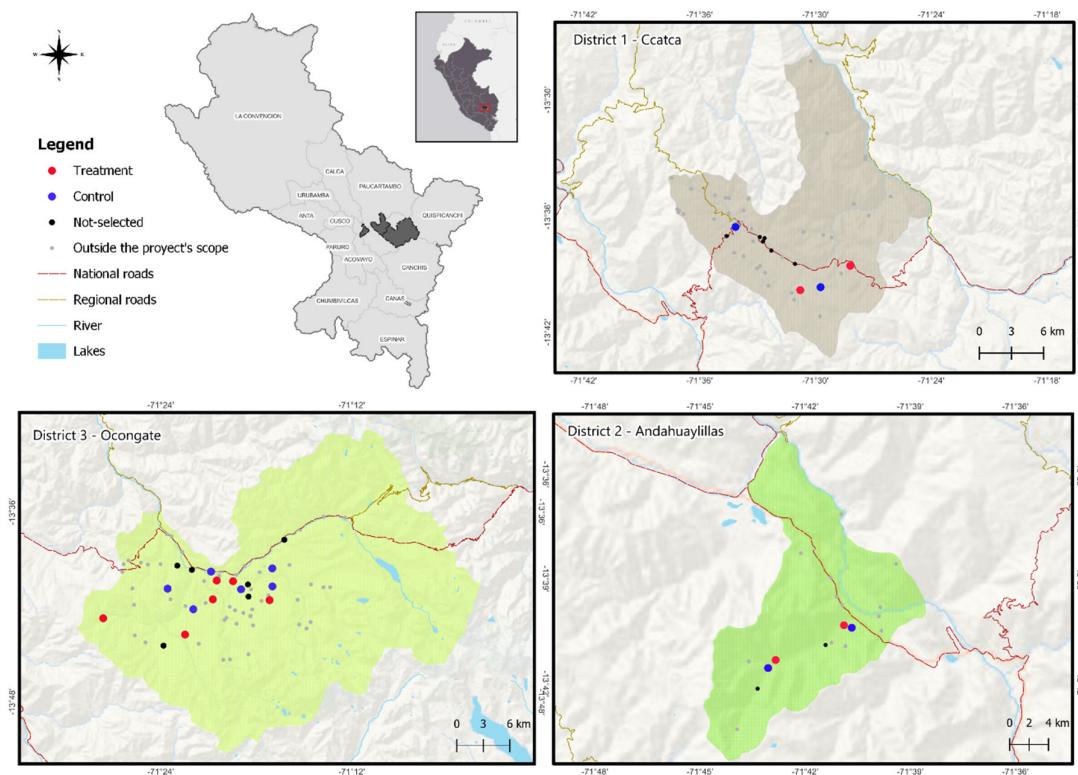 N
W
E
S
Legend
Treatment
Control
Not-selected
Outside the proyect's scope
National roads
Regional roads
River
Lakes
LA CONVENCIÓN
CALCA
PAUCARTAMBO
URUBAMBA
ANTA
CUSCO
QUISPICANCHI
PARURO
ACOMAYO
CANCHIS
CHUMBIVILCAS
CANAS
ESPINAR
COLOMBIA
District 1 - Ccatca
-71°42' -71°36' -71°30' -71°24' -71°18'
-13°30'
-13°36'
-13°42'
0 3 6 km
-71°42' -71°36' -71°30' -71°24' -71°18'
District 3 - Ocongate
-71°24' -71°12'
-13°36'
-13°48'
0 3 6 km
-71°24' -71°12'
-13°36'
-13°48'
District 2 - Andahuaylillas
-71°48' -71°45' -71°42' -71°39' -71°36'
-13°36'
-13°39'
0 2 4 km
-71°48' -71°45' -71°42' -71°39' -71°36'